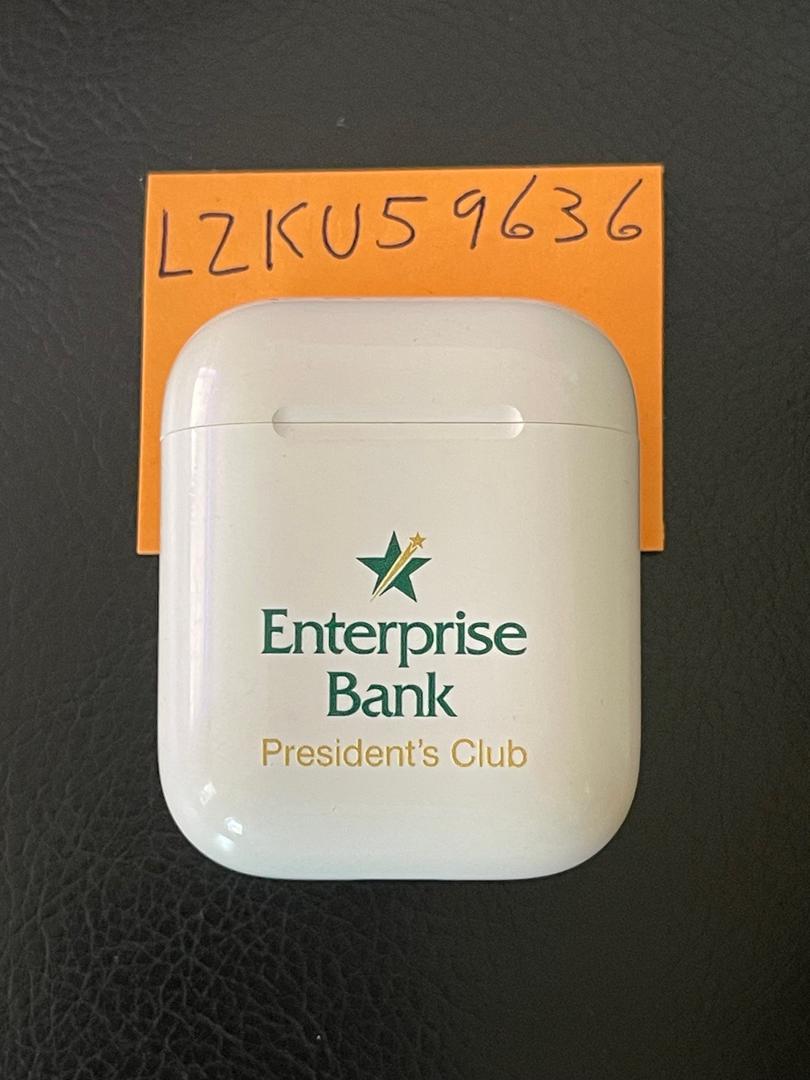 LZKU59636
Enterprise
Bank
President's Club